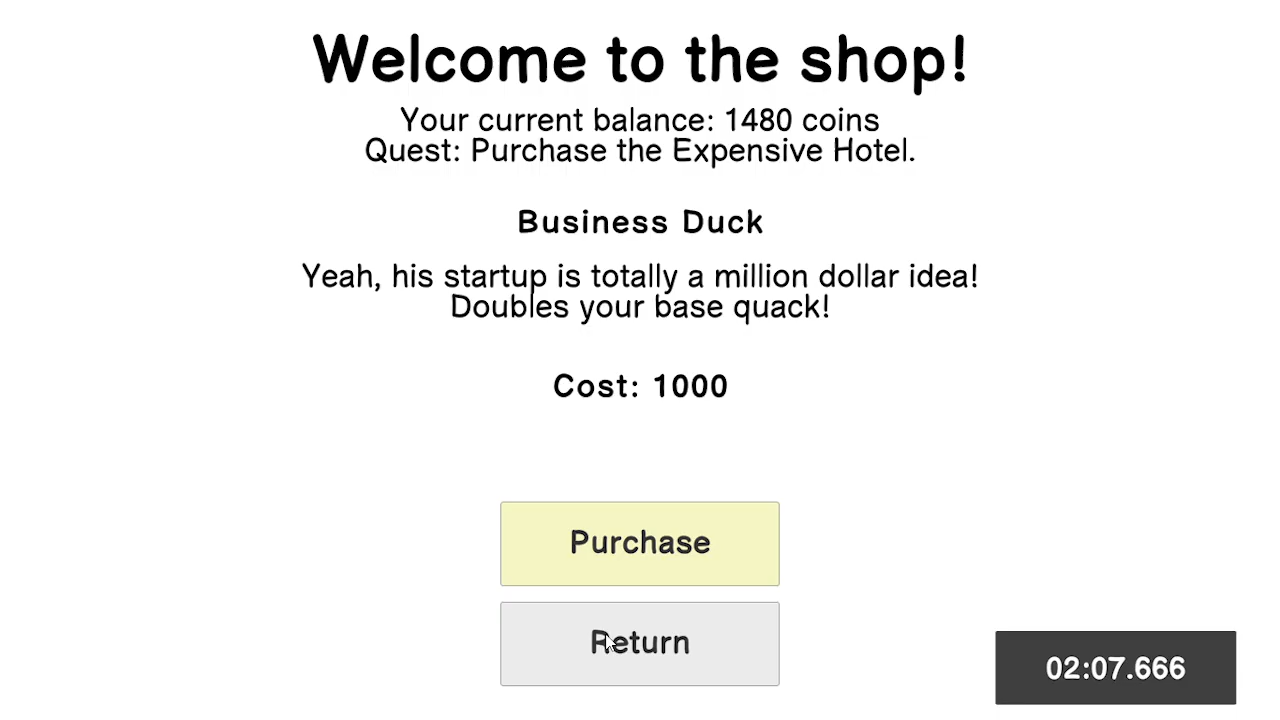 Welcome to the shop!
Your current balance: 1480 coins
Quest: Purchase the Expensive Hotel.
Business Duck
Yeah, his startup is totally a million dollar idea!
Doubles your base quack!
Cost: 1000
Purchase
Return
02:07.666